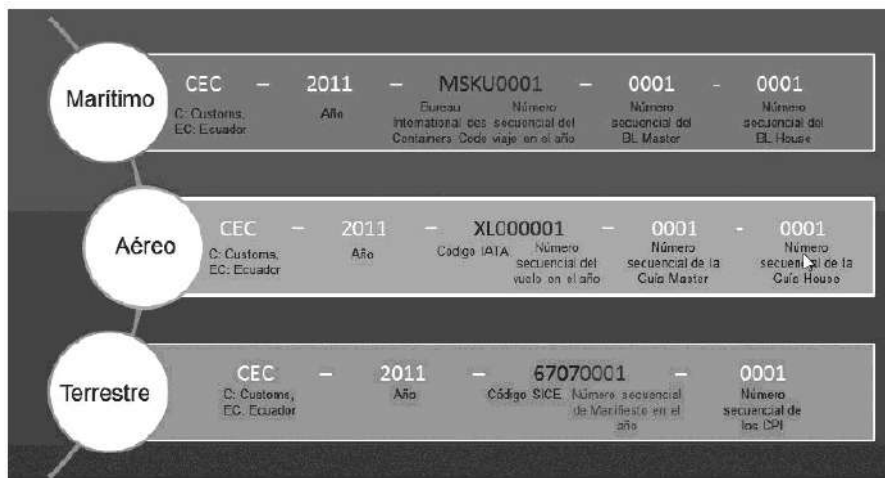 Marítimo
CEC – 2011 – MSKU0001 – 0001 - 0001
C: Customs,
EC: Ecuador
Año
Bureau
International des
Containers Code
Número
secuencial del
viaje en el año
Número
secuencial del
BL Master
Número
secuencial del
BL House
Aéreo
CEC – 2011 – XL000001 – 0001 - 0001
C: Customs,
EC: Ecuador
Año
Código IATA
Número
secuencial del
vuelo en el año
Número
secuencial de la
Guía Master
Número
secuencial de la
Guía House
Terrestre
CEC – 2011 – 67070001 – 0001
C: Customs,
EC: Ecuador
Año
Código SICE
Número secuencial
de Manifiesto en el
año
Número
secuencial de
los CPI